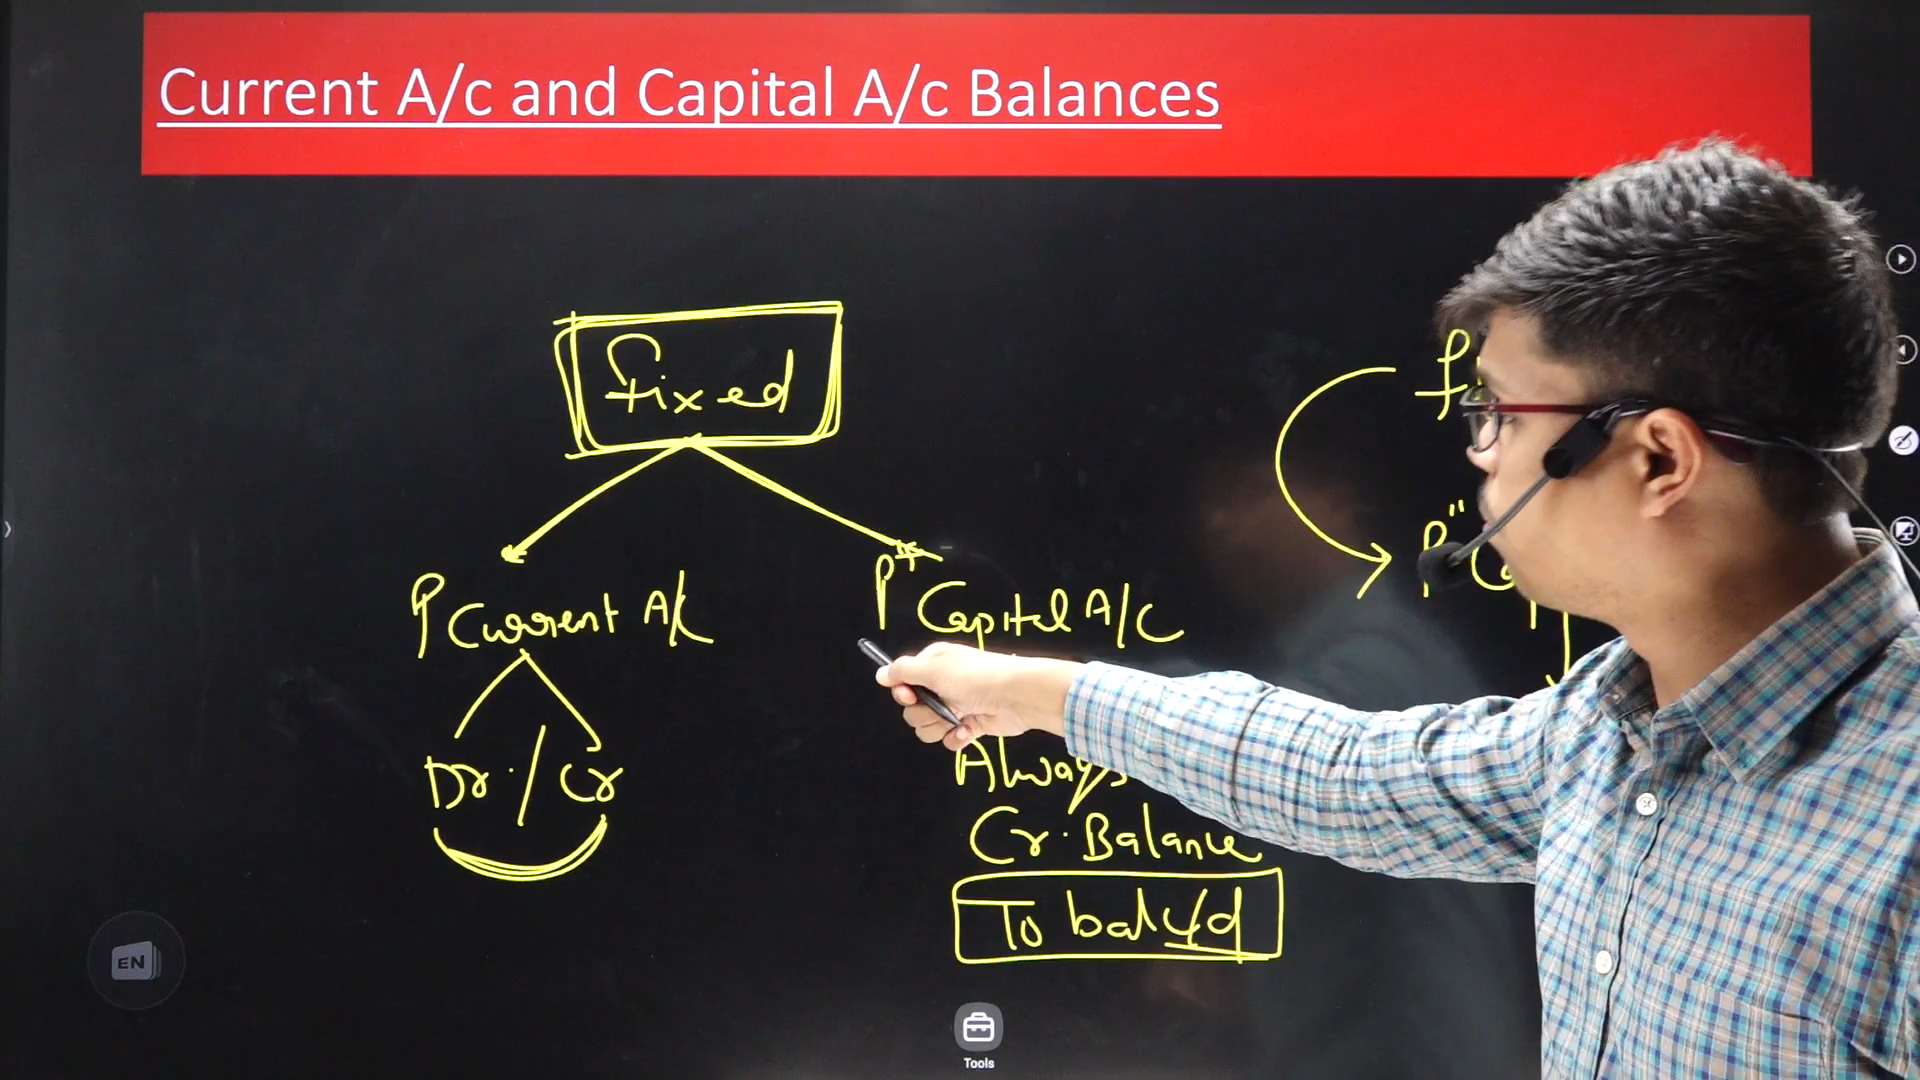 Current A/c and Capital A/c Balances
fixed
P Current A/c
P" Capital A/C
Dr. / Cr
Always
Cr. Balance
To bal c/d
P"
EN
Tools